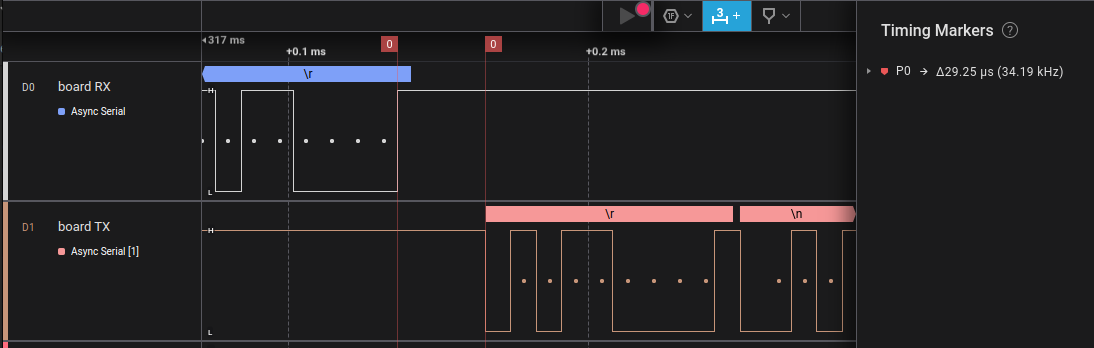 3 +
Timing Markers ?
317 ms
+0.1 ms
0
0
+0.2 ms
P0 → Δ29.25 μs (34.19 kHz)
D0 board RX
Async Serial
\r
H
L
D1 board TX
Async Serial [1]
\r
\n
H
L